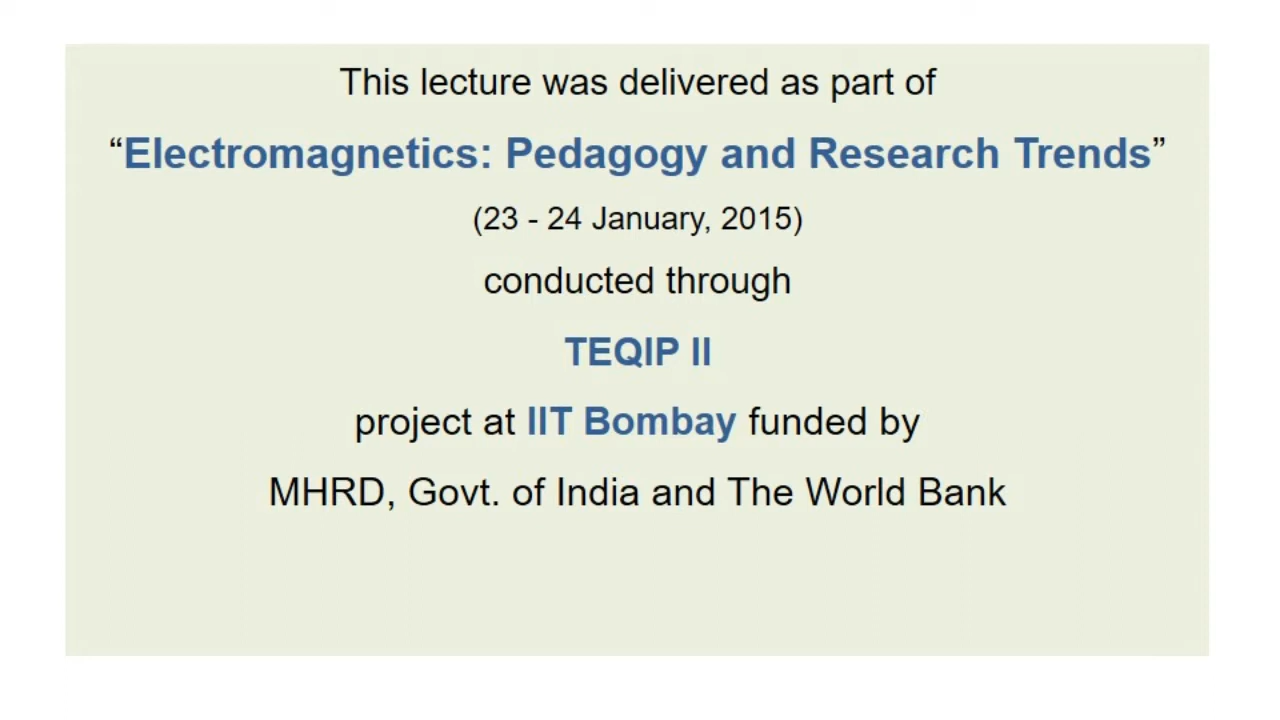 This lecture was delivered as part of
“Electromagnetics: Pedagogy and Research Trends”
(23 - 24 January, 2015)
conducted through
TEQIP II
project at IIT Bombay funded by
MHRD, Govt. of India and The World Bank